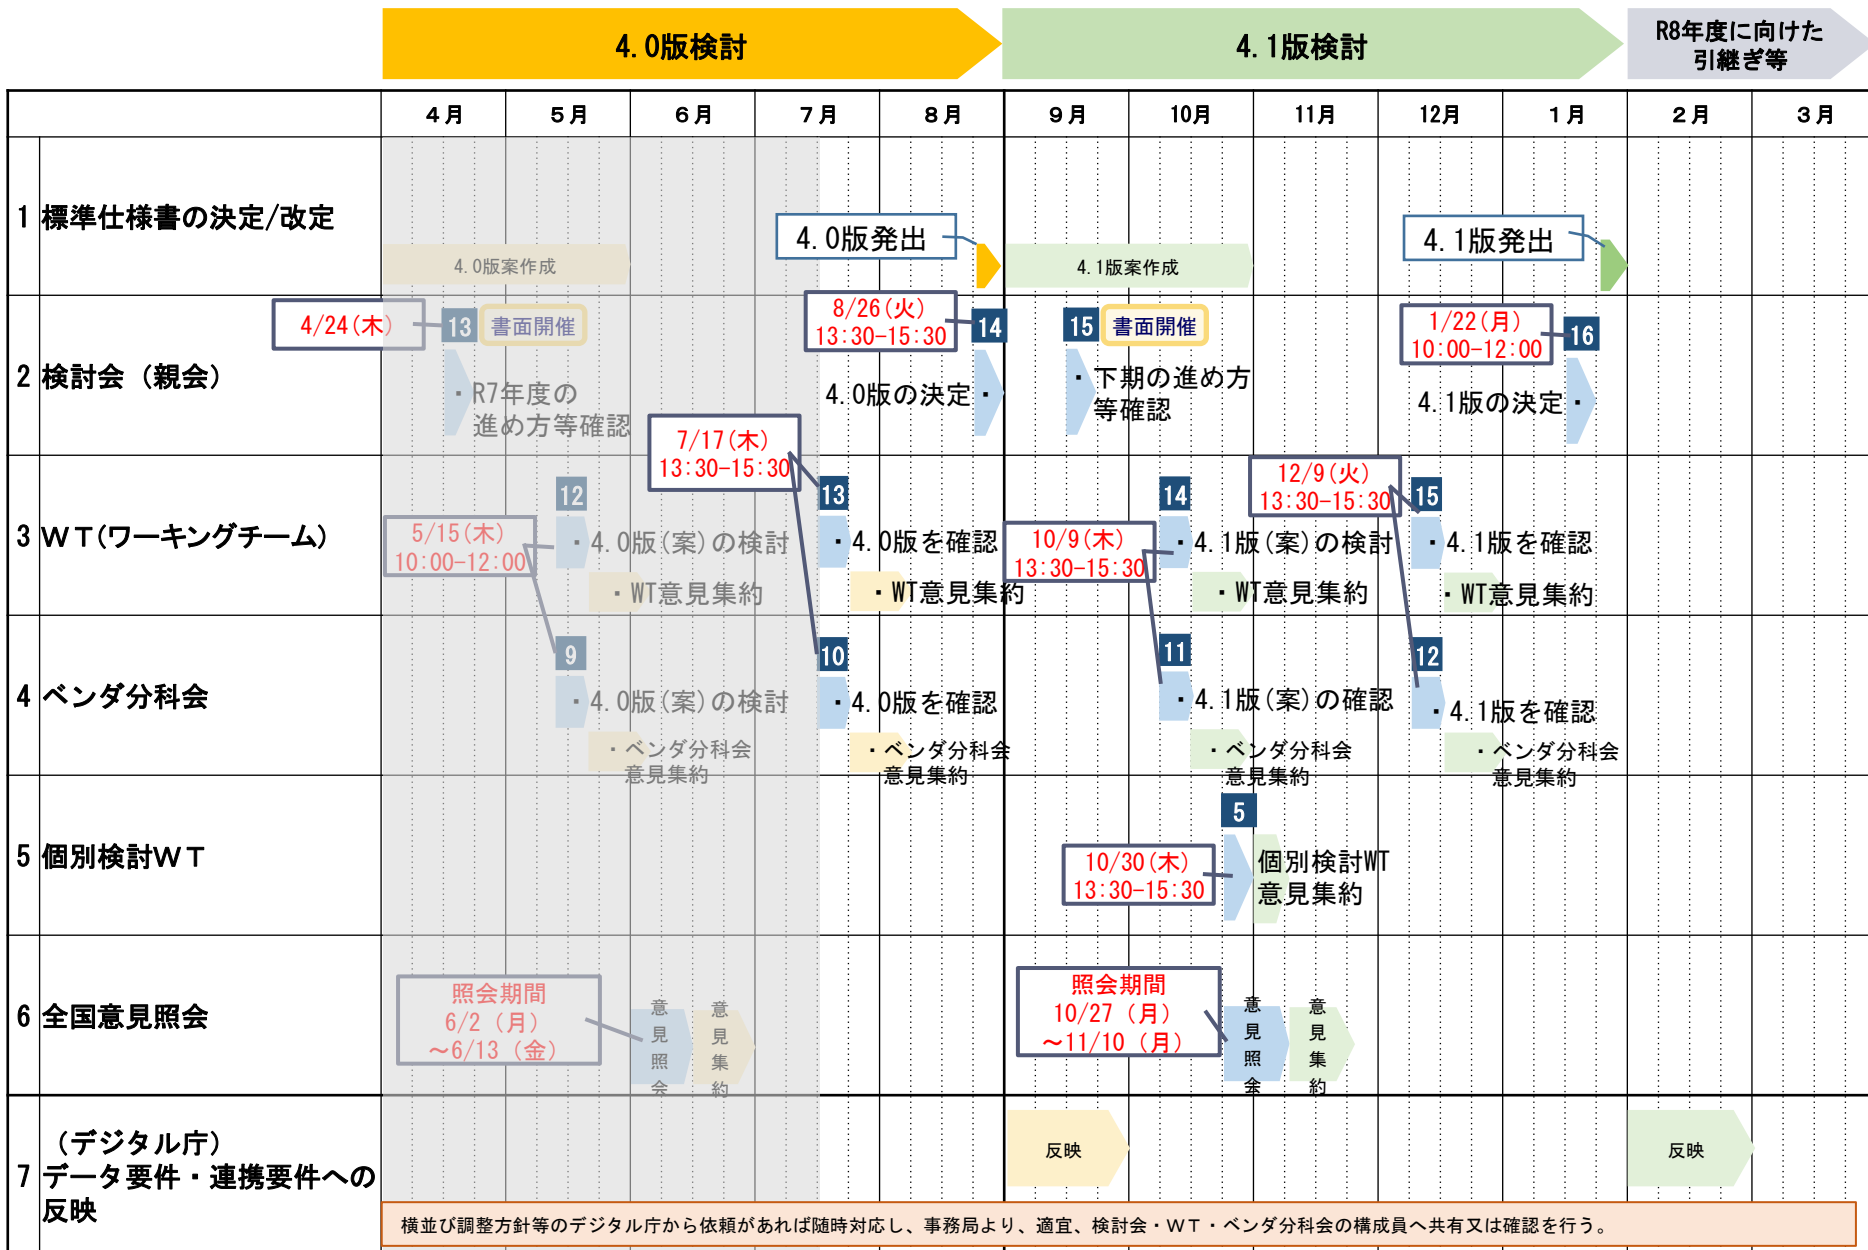 4.0版検討
4.1版検討
R8年度に向けた
引継ぎ等
4月
5月
6月
7月
8月
9月
10月
11月
12月
1月
2月
3月
1 標準仕様書の決定/改定
4.0版案作成
4.0版発出
4.1版案作成
4.1版発出
2 検討会（親会）
4/24(木)
13
書面開催
・R7年度の
進め方等確認
8/26(火)
13:30-15:30
14
4.0版の決定・
15
書面開催
・下期の進め方
等確認
1/22(月)
10:00-12:00
16
4.1版の決定・
3 ＷＴ(ワーキングチーム)
5/15(木)
10:00-12:00
12
・4.0版(案)の検討
・WT意見集約
7/17(木)
13:30-15:30
13
・4.0版を確認
・WT意見集約
10/9(木)
13:30-15:30
14
・4.1版(案)の検討
・WT意見集約
12/9(火)
13:30-15:30
15
・4.1版を確認
・WT意見集約
4 ベンダ分科会
9
・4.0版(案)の検討
・ベンダ分科会
意見集約
10
・4.0版を確認
・ベンダ分科会
意見集約
11
・4.1版(案)の確認
・ベンダ分科会
意見集約
12
・4.1版を確認
・ベンダ分科会
意見集約
5 個別検討ＷＴ
10/30(木)
13:30-15:30
5
個別検討WT
意見集約
6 全国意見照会
照会期間
6/2（月）
～6/13（金）
意見照会
意見集約
照会期間
10/27（月）
～11/10（月）
意見照会
意見集約
（デジタル庁）
7 データ要件・連携要件への
反映
反映
反映
横並び調整方針等のデジタル庁から依頼があれば随時対応し、事務局より、適宜、検討会・ＷＴ・ベンダ分科会の構成員へ共有又は確認を行う。